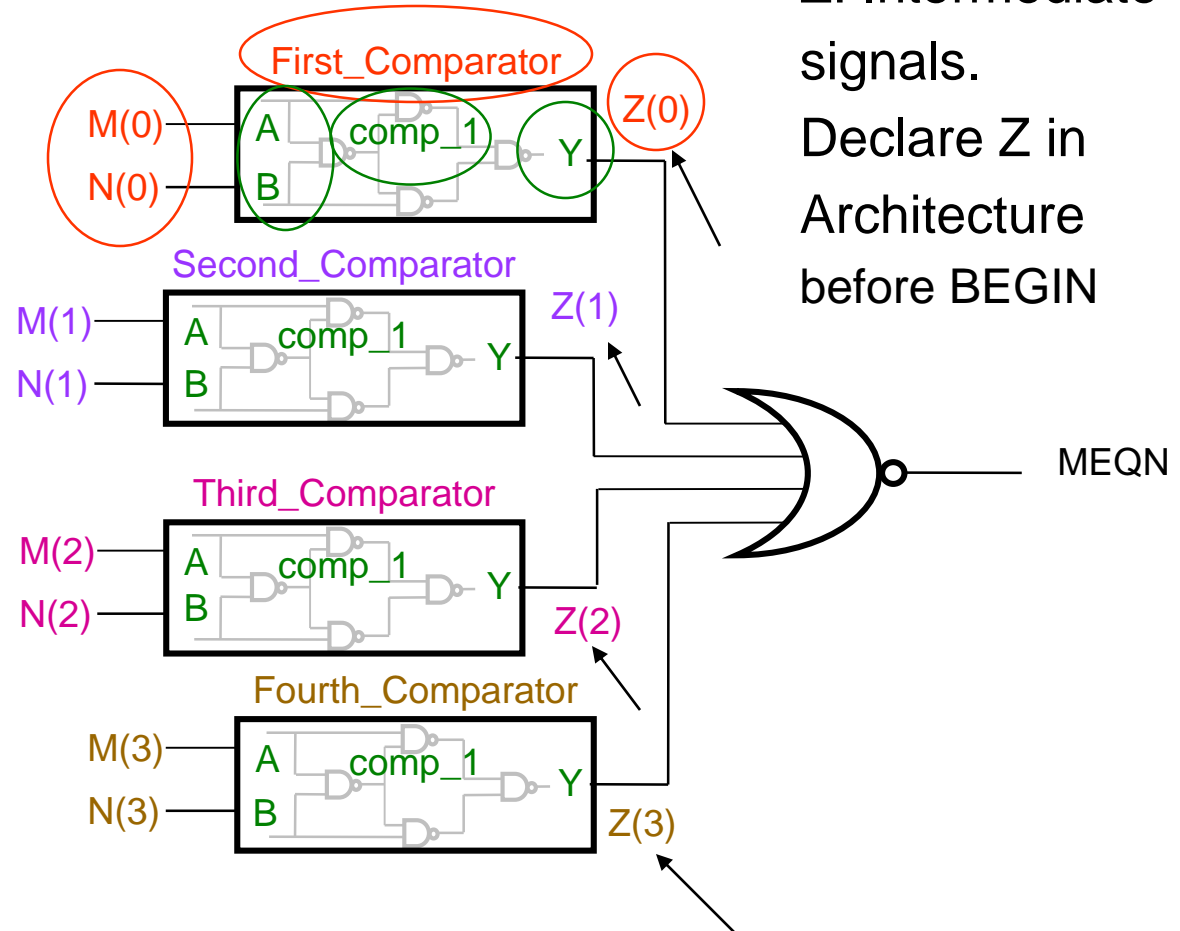 signals.
Declare Z in
Architecture
before BEGIN
First_Comparator
M(0)
N(0)
A
B
comp_1
Y
Z(0)
Second_Comparator
M(1)
N(1)
A
B
comp_1
Y
Z(1)
Third_Comparator
M(2)
N(2)
A
B
comp_1
Y
Z(2)
Fourth_Comparator
M(3)
N(3)
A
B
comp_1
Y
Z(3)
MEQN